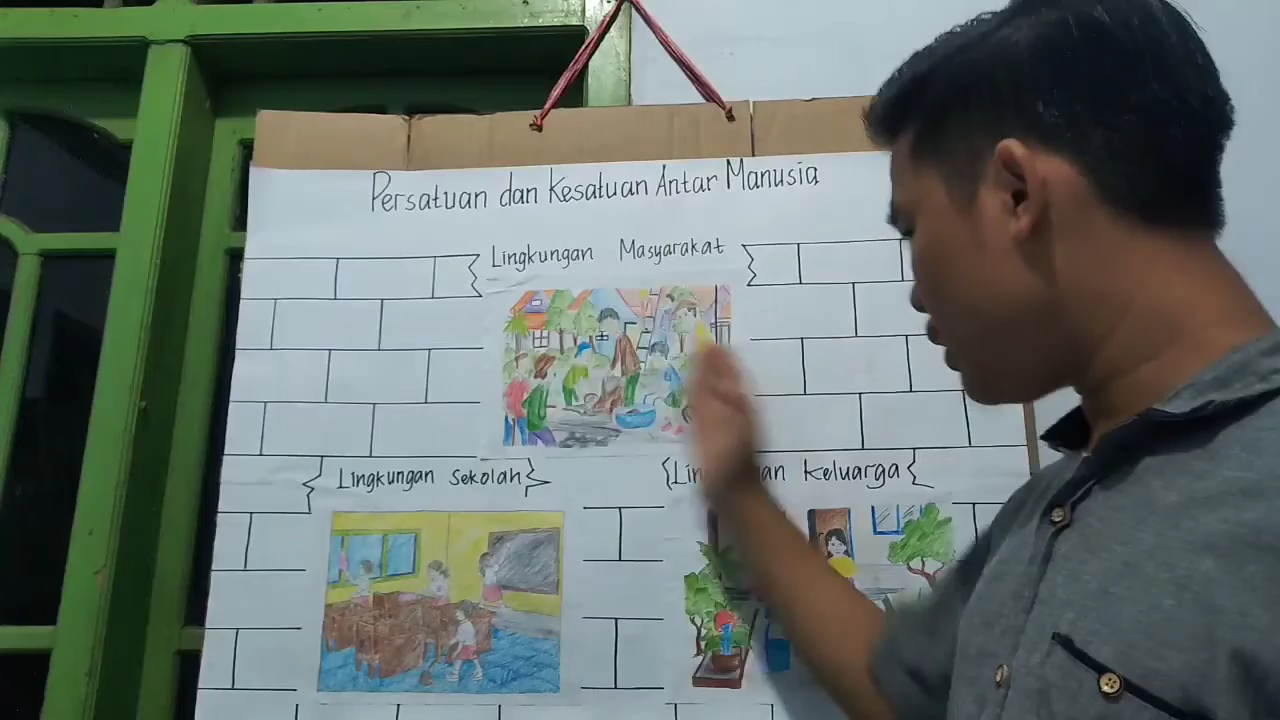 Persatuan dan Kesatuan Antar Manusia
Lingkungan Masyarakat
Lingkungan Sekolah
Keluarga